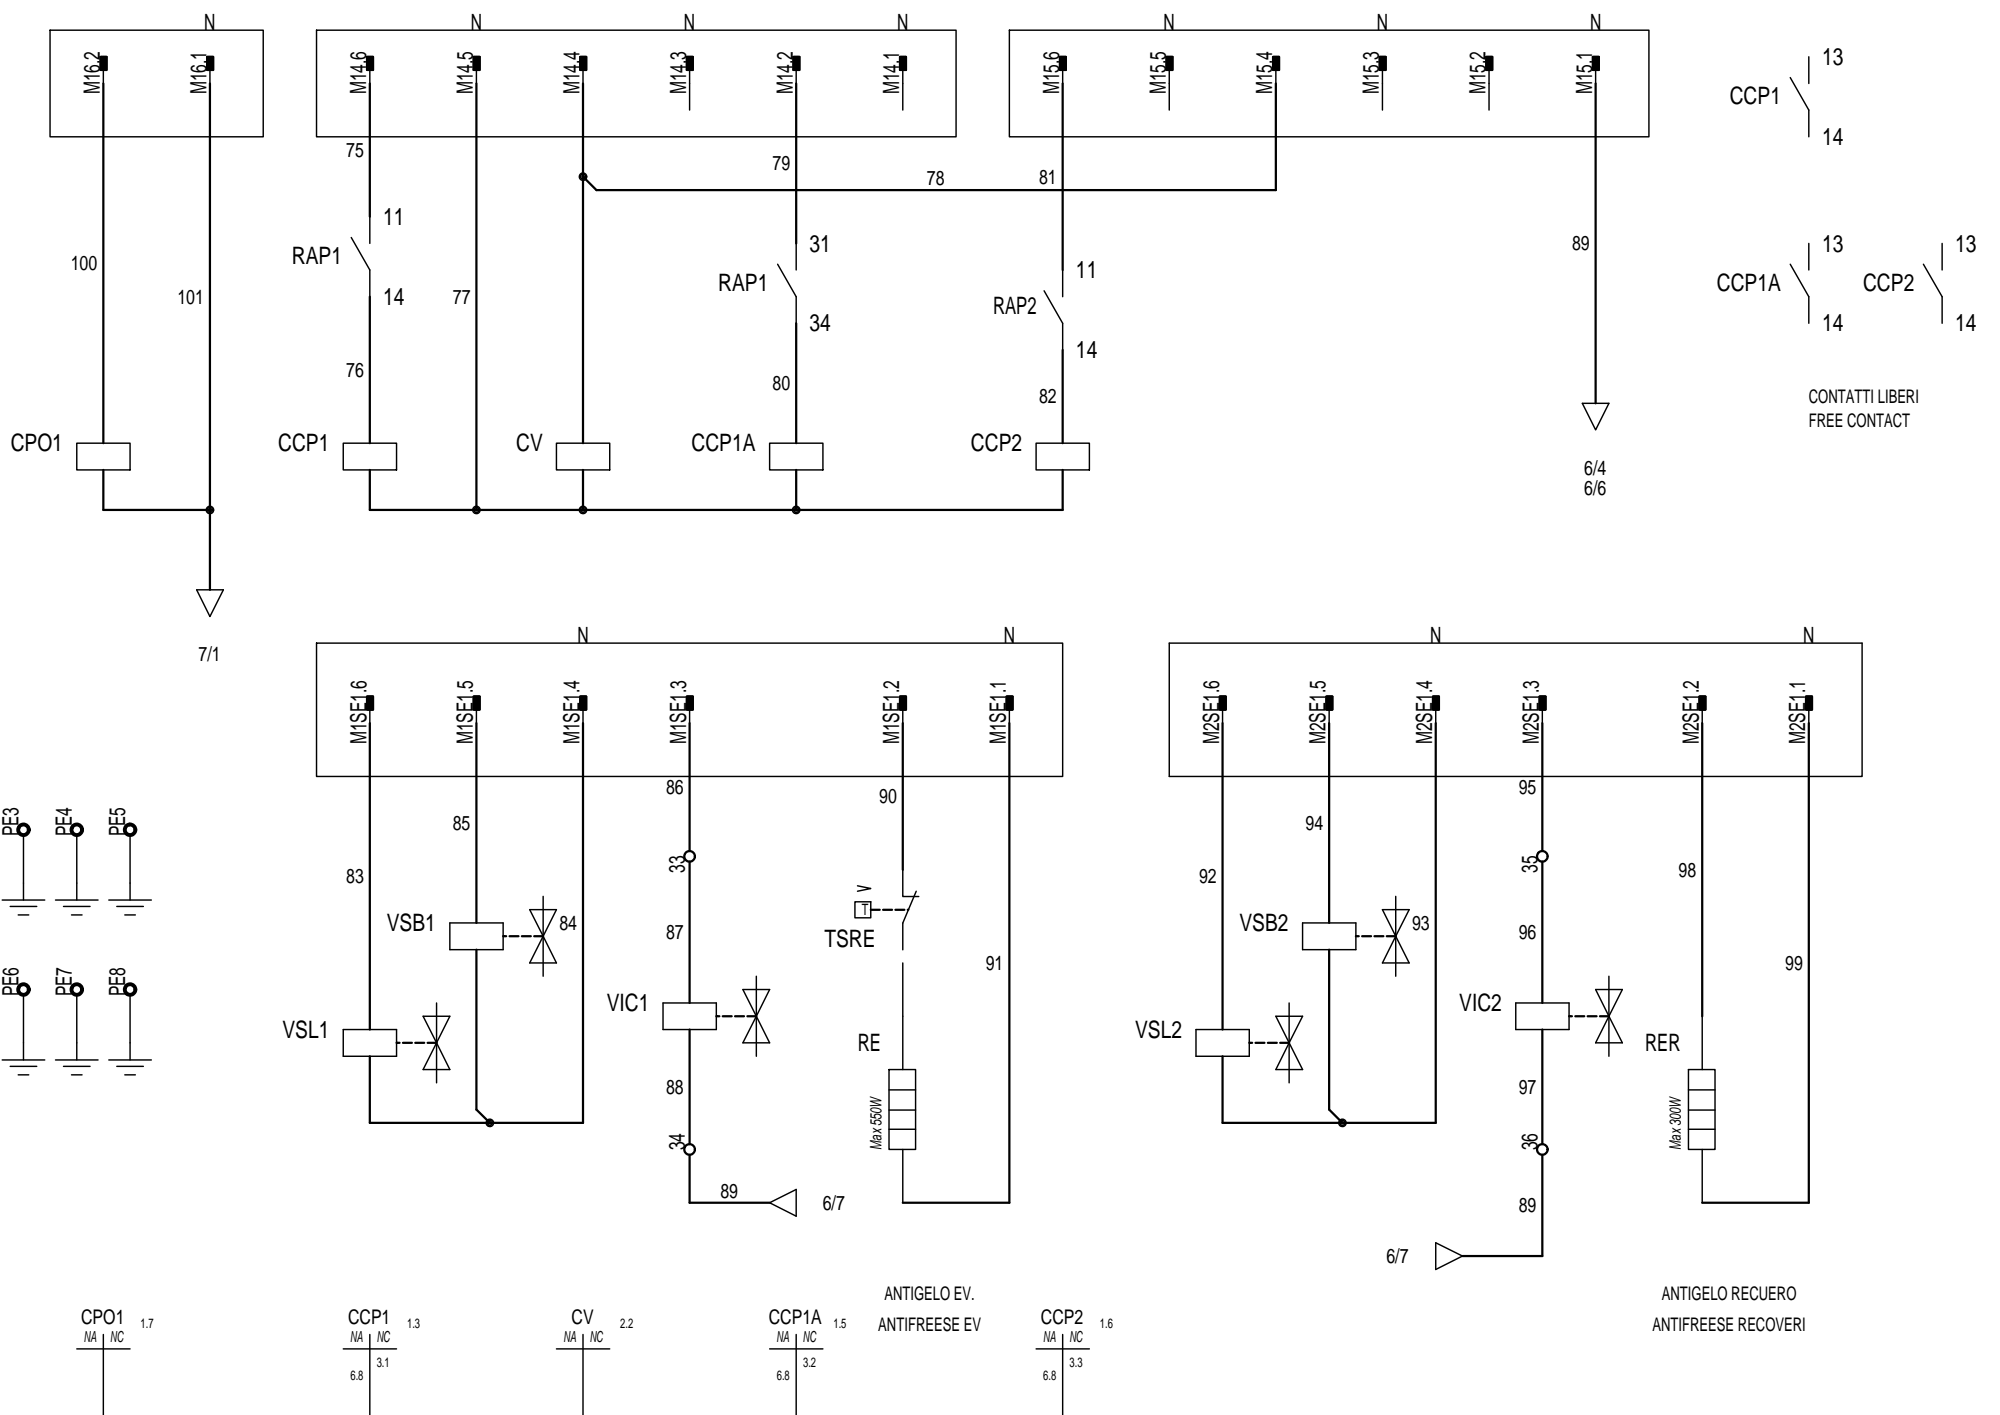 N N N N N N N
M16.2 M16.1 M14.6 M14.5 M14.4 M14.3 M14.2 M14.1 M15.6 M15.5 M15.4 M15.3 M15.2 M15.1
13
CCP1
14
75 79 78 81
11
RAP1
14
31
RAP1
34
11
RAP2
14
100 101 77 89
13 13
CCP1A CCP2
14 14
76 80 82
CONTATTI LIBERI
FREE CONTACT
CPO1 CCP1 CV CCP1A CCP2
6/4
6/6
7/1
N N N N
M1SE1.6 M1SE1.5 M1SE1.4 M1SE1.3 M1SE1.2 M1SE1.1 M2SE1.6 M2SE1.5 M2SE1.4 M2SE1.3 M2SE1.2 M2SE1.1
86 90 95
PE3 PE4 PE5
85 94
33 35
83 92 98
V
T
VSB1 84 87 TSRE VSB2 93 96
91 99
PE6 PE7 PE8
VIC1 VIC2
VSL1 RE VSL2 RER
88 97
Max 550W Max 300W
34 36
89 6/7 89
6/7
ANTIGELO EV.
ANTIFREESE EV
ANTIGELO RECUERO
ANTIFREESE RECOVERI
CPO1 1.7
NA NC
CCP1 1.3
NA NC
3.1
6.8
CV 2.2
NA NC
CCP1A 1.5
NA NC
3.2
6.8
CCP2 1.6
NA NC
3.3
6.8